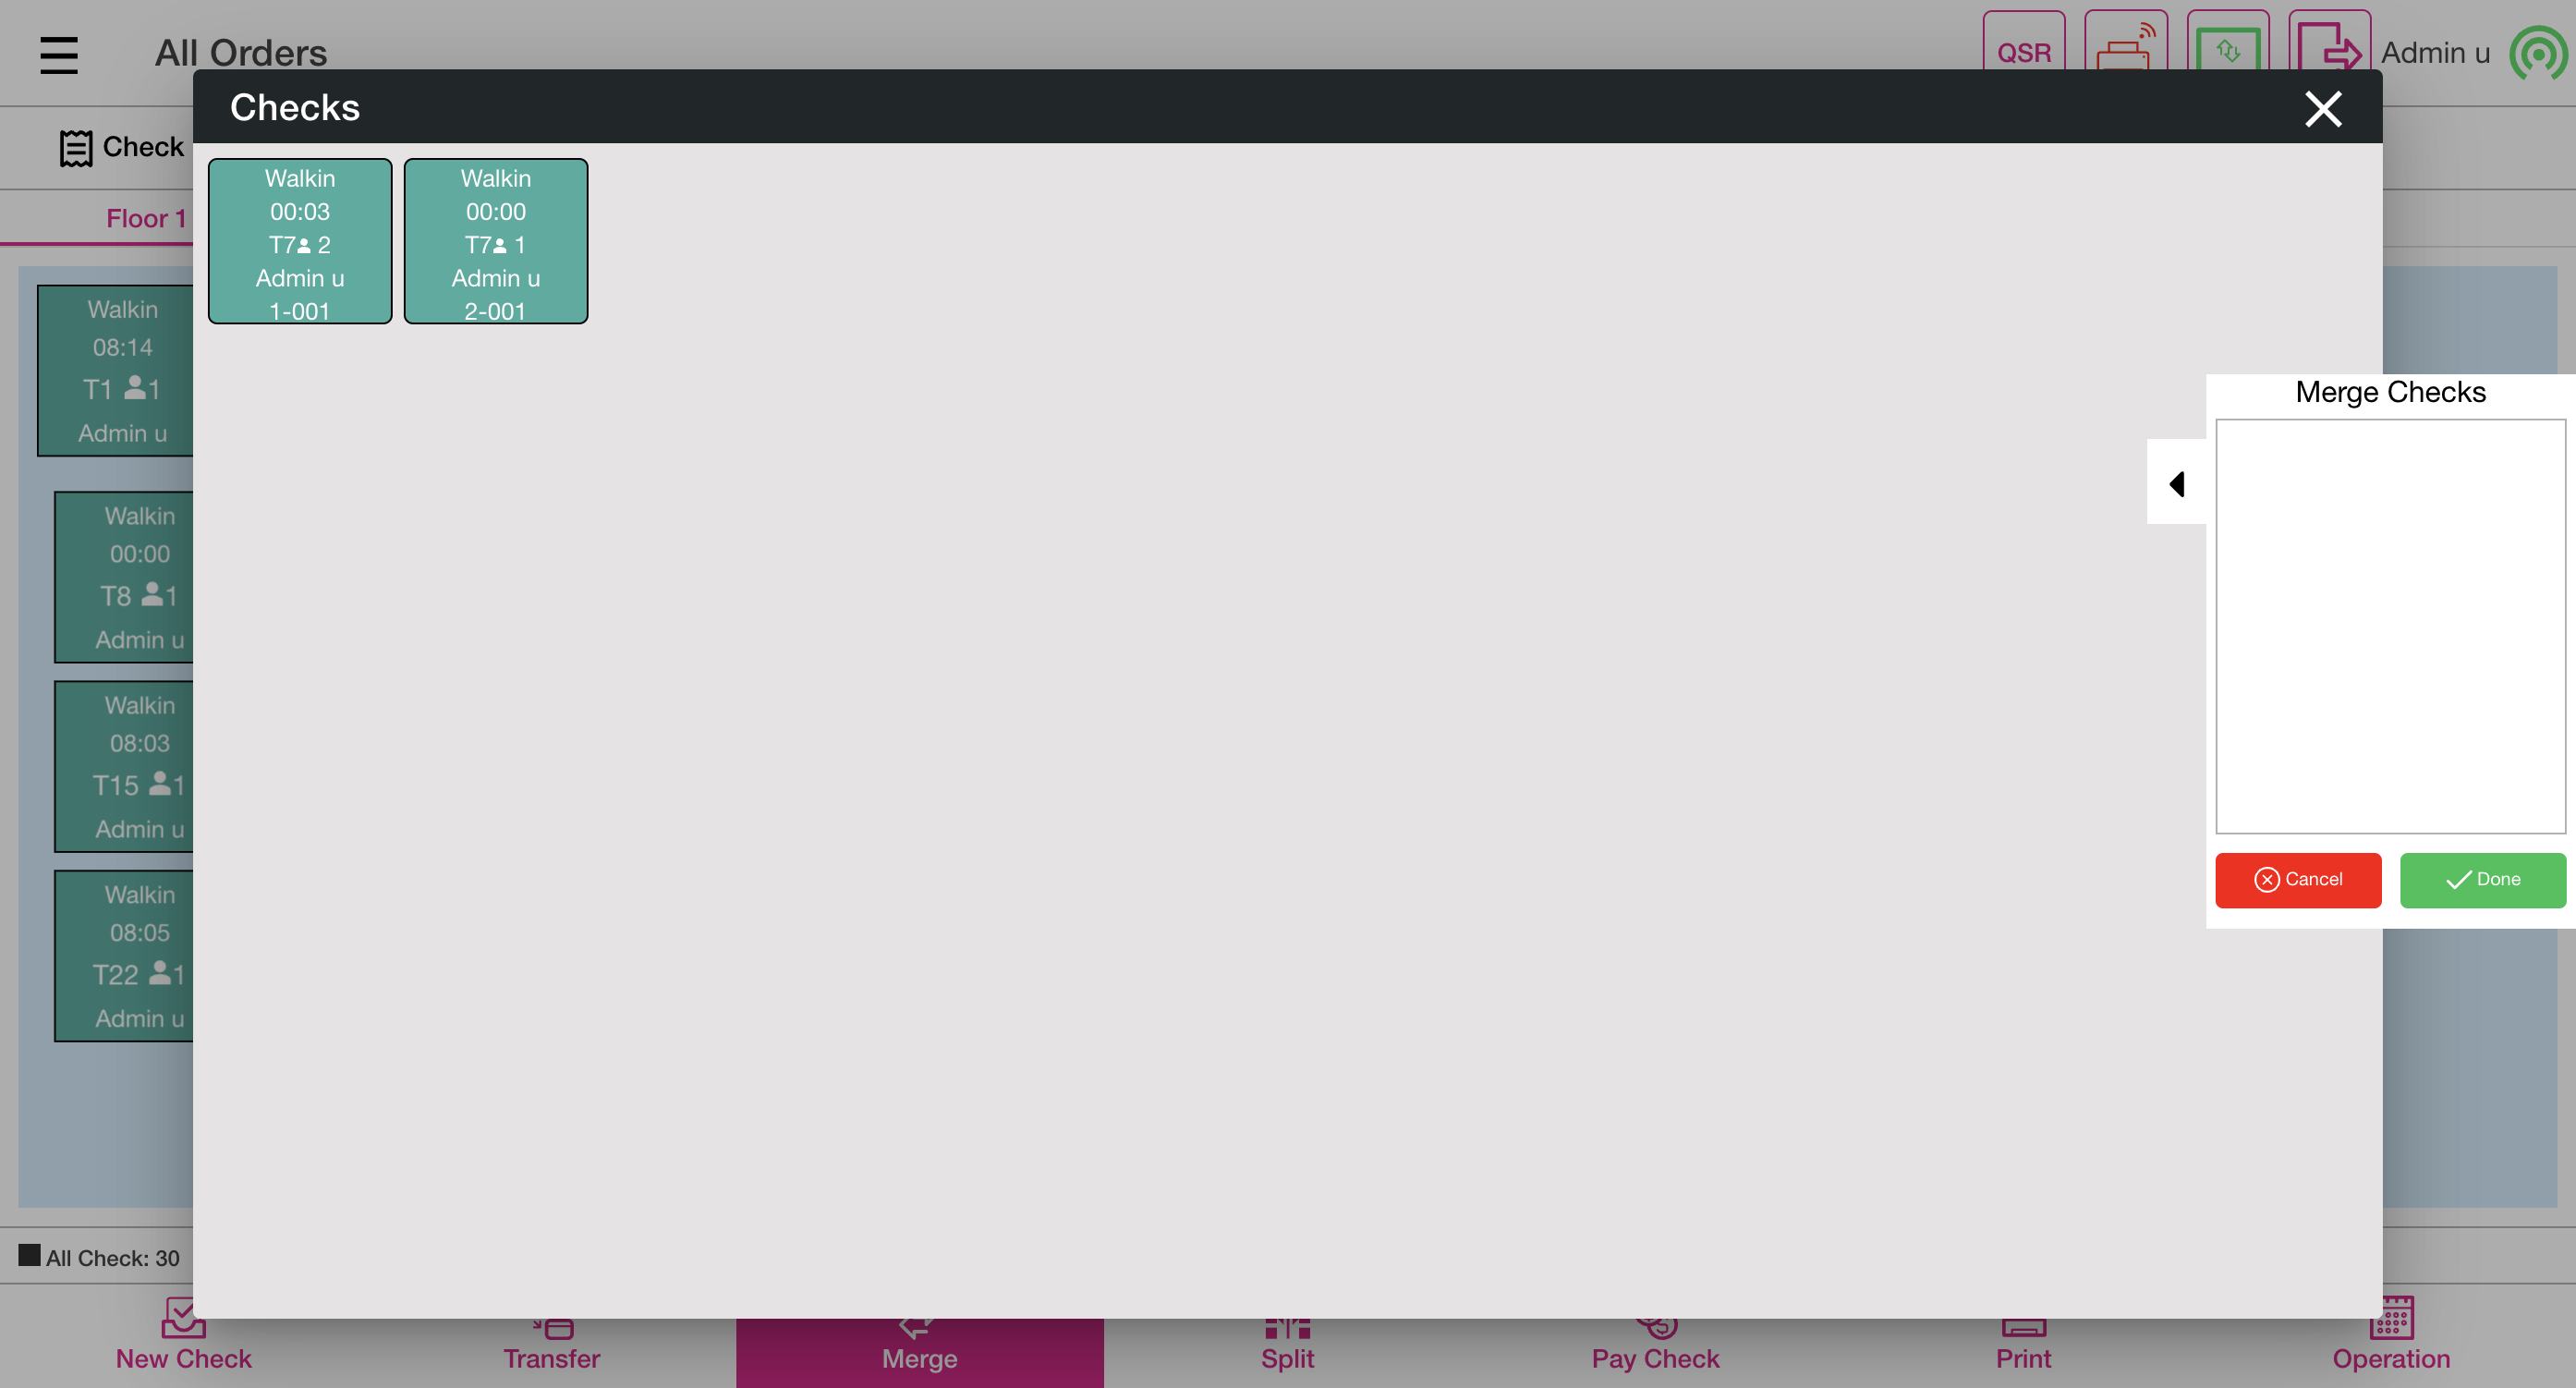 All Orders
QSR
Admin u
Checks
Check
Floor 1
Walkin
00:03
T7 2
Admin u
1-001
Walkin
00:00
T7 1
Admin u
2-001
Walkin
08:14
T1 1
Admin u
Walkin
00:00
T8 1
Admin u
Walkin
08:03
T15 1
Admin u
Walkin
08:05
T22 1
Admin u
Merge Checks
Cancel
Done
All Check: 30
New Check
Transfer
Merge
Split
Pay Check
Print
Operation